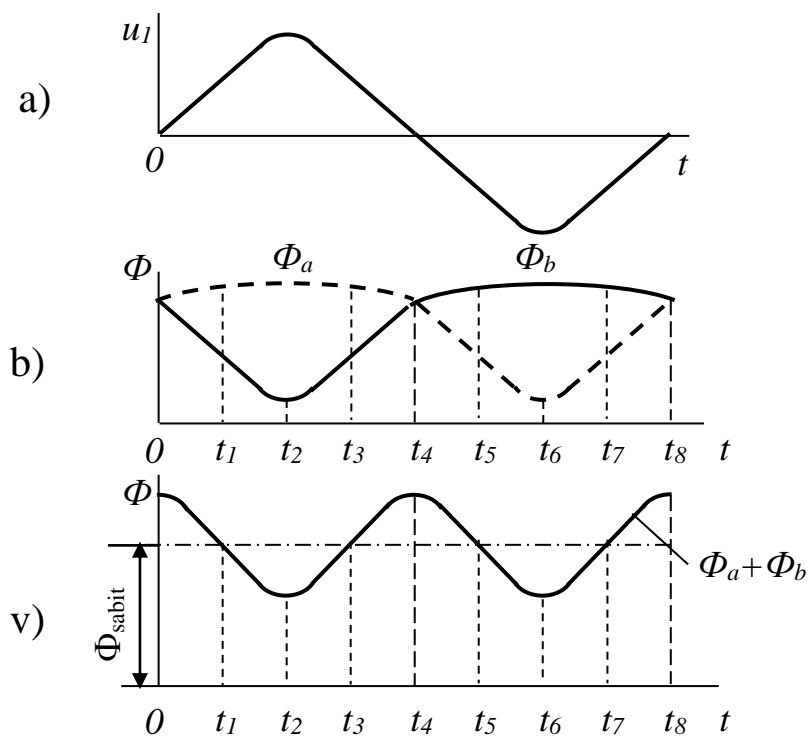 u1
a)
0 t
Φ Φa Φb
b)
0 t1 t2 t3 t4 t5 t6 t7 t8 t
Φ
Φa+Φb
Φsabit
v)
0 t1 t2 t3 t4 t5 t6 t7 t8 t